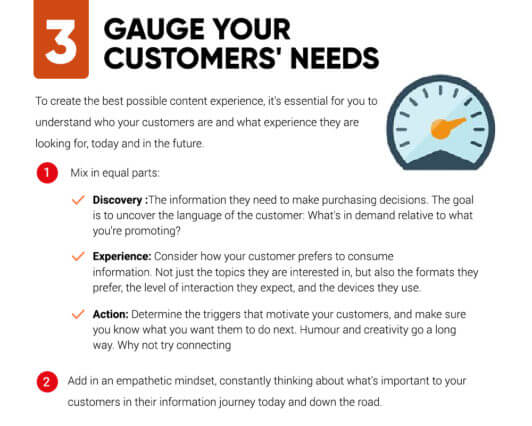 3
GAUGE YOUR
CUSTOMERS' NEEDS
To create the best possible content experience, it's essential for you to
understand who your customers are and what experience they are
looking for, today and in the future.
1 Mix in equal parts:
Discovery :The information they need to make purchasing decisions. The goal
is to uncover the language of the customer: What's in demand relative to what
you're promoting?
Experience: Consider how your customer prefers to consume
information. Not just the topics they are interested in, but also the formats they
prefer, the level of interaction they expect, and the devices they use.
Action: Determine the triggers that motivate your customers, and make sure
you know what you want them to do next. Humour and creativity go a long
way. Why not try connecting
2 Add in an empathetic mindset, constantly thinking about what's important to your
customers in their information journey today and down the road.